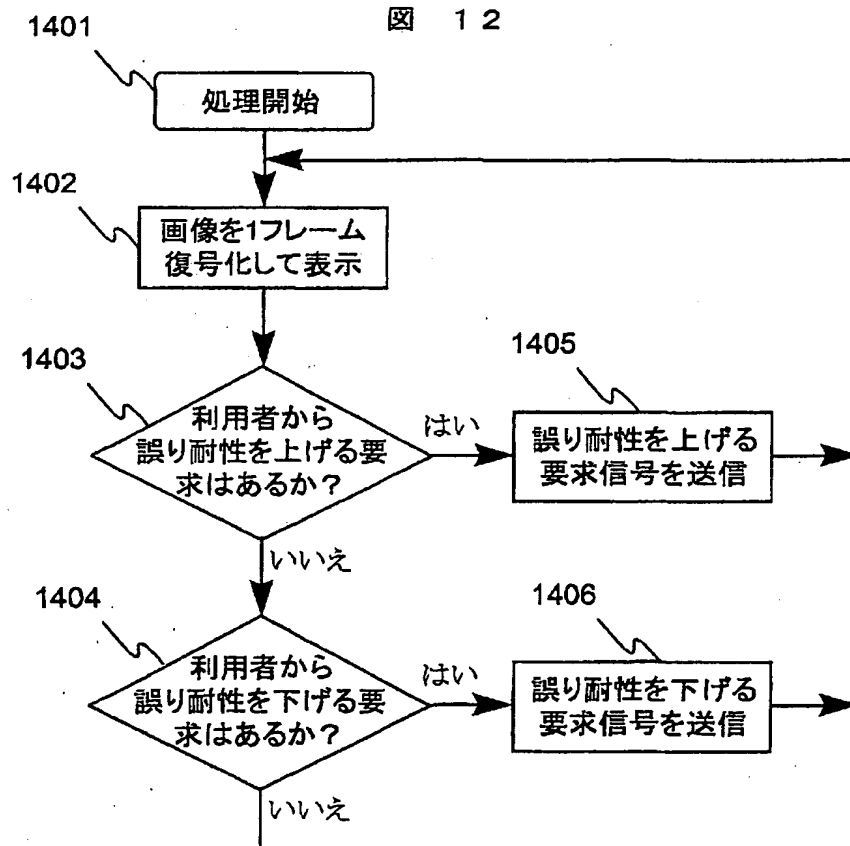 図 12
1401
処理開始
1402
画像を1フレーム
復号化して表示
1403
利用者から
誤り耐性を上げる要
求はあるか？
はい
1405
誤り耐性を上げる
要求信号を送信
いいえ
1404
利用者から
誤り耐性を下げる要
求はあるか？
はい
1406
誤り耐性を下げる
要求信号を送信
いいえ